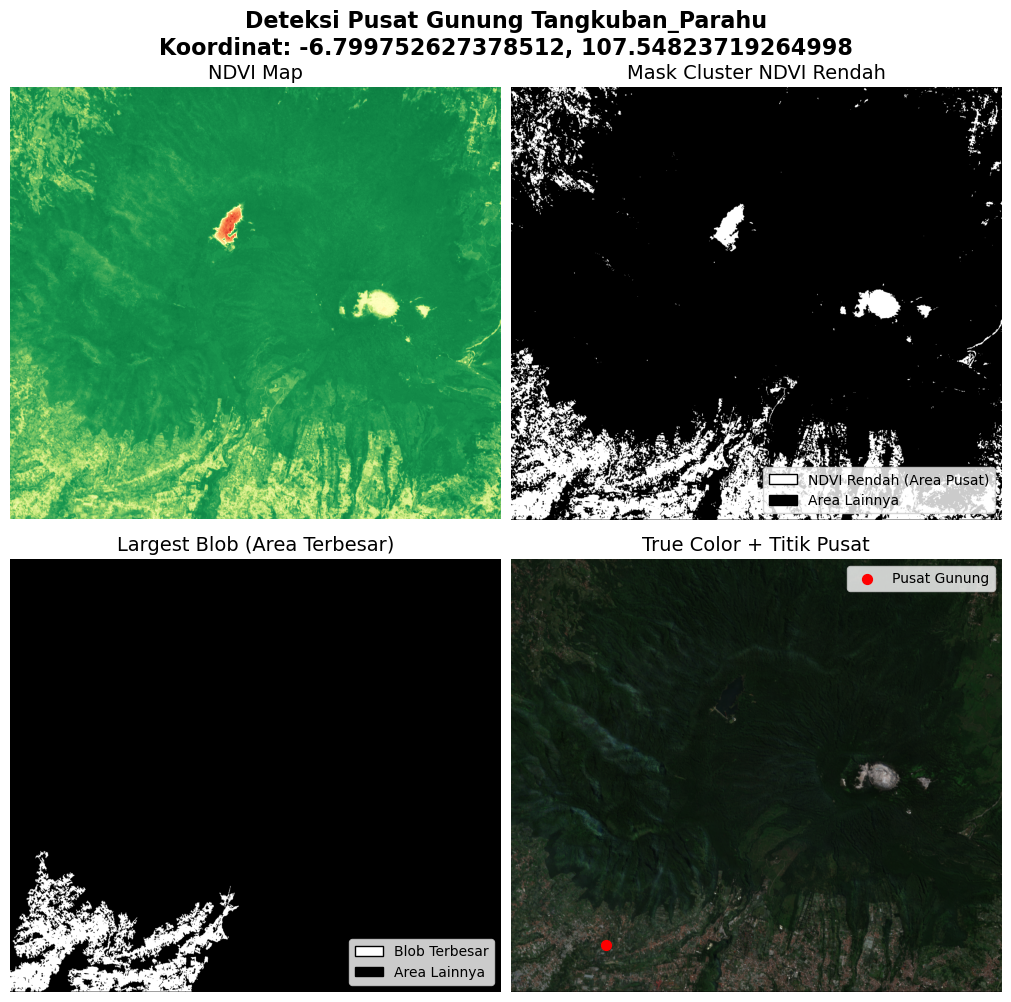 Deteksi Pusat Gunung Tangkuban_Parahu
Koordinat: -6.799752627378512, 107.54823719264998
NDVI Map
Mask Cluster NDVI Rendah
NDVI Rendah (Area Pusat)
Area Lainnya
Largest Blob (Area Terbesar)
True Color + Titik Pusat
Pusat Gunung
Blob Terbesar
Area Lainnya